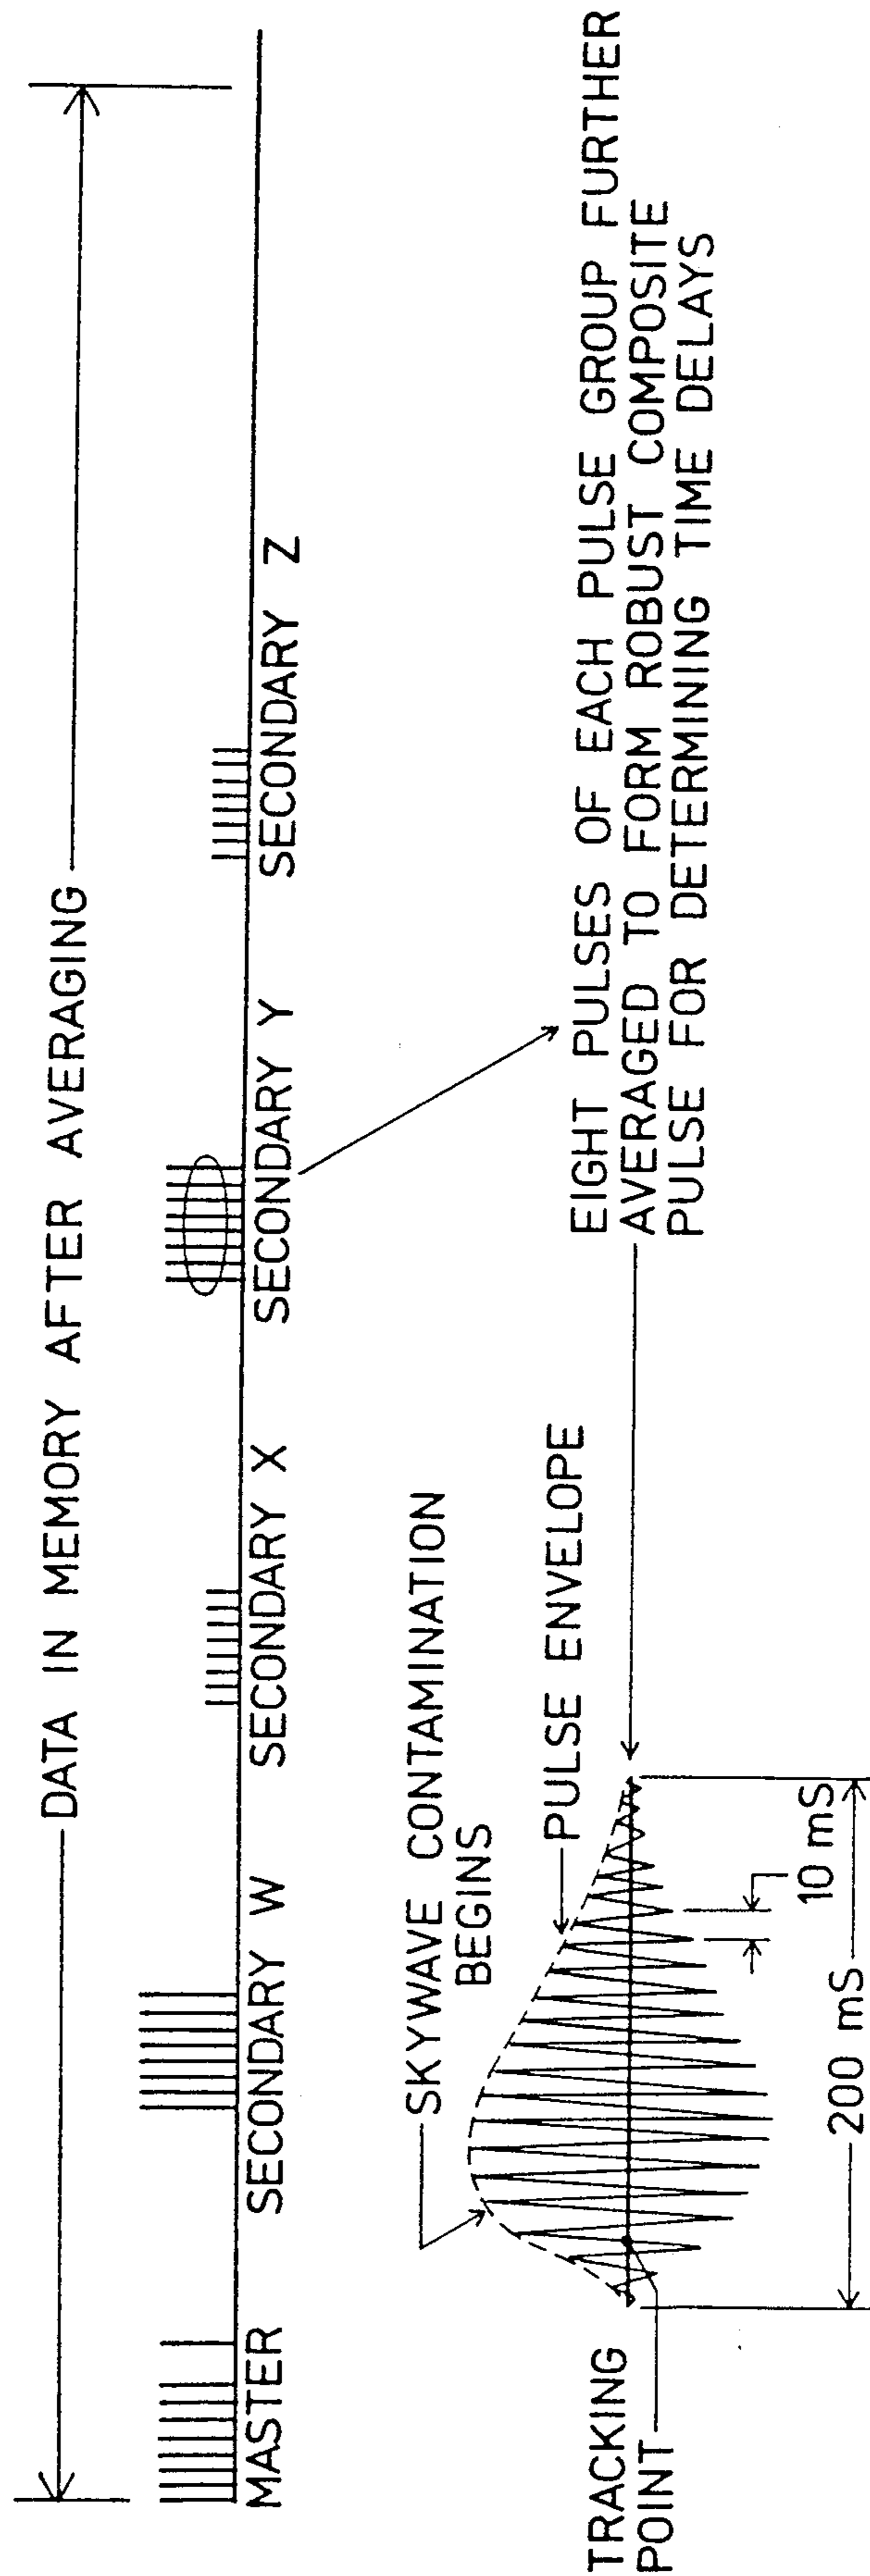 DATA IN MEMORY AFTER AVERAGING
MASTER
SECONDARY W
SECONDARY X
SECONDARY Y
SECONDARY Z
SKYWAVE CONTAMINATION
BEGINS
PULSE ENVELOPE
EIGHT PULSES OF EACH PULSE GROUP FURTHER
AVERAGED TO FORM ROBUST COMPOSITE
PULSE FOR DETERMINING TIME DELAYS
TRACKING
POINT
10 mS
200 mS